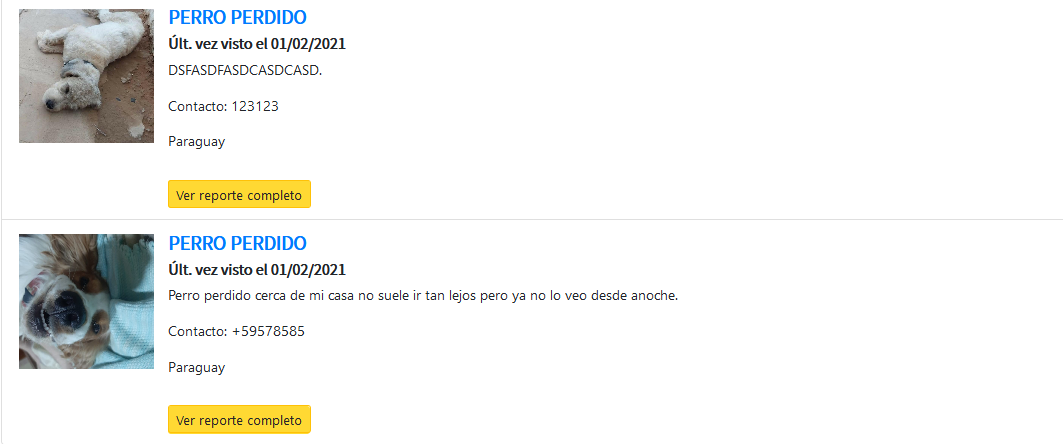 PERRO PERDIDO
Últ. vez visto el 01/02/2021
DSFASDFASDCASDCASD.
Contacto: 123123
Paraguay
Ver reporte completo
PERRO PERDIDO
Últ. vez visto el 01/02/2021
Perro perdido cerca de mi casa no suele ir tan lejos pero ya no lo veo desde anoche.
Contacto: +59578585
Paraguay
Ver reporte completo